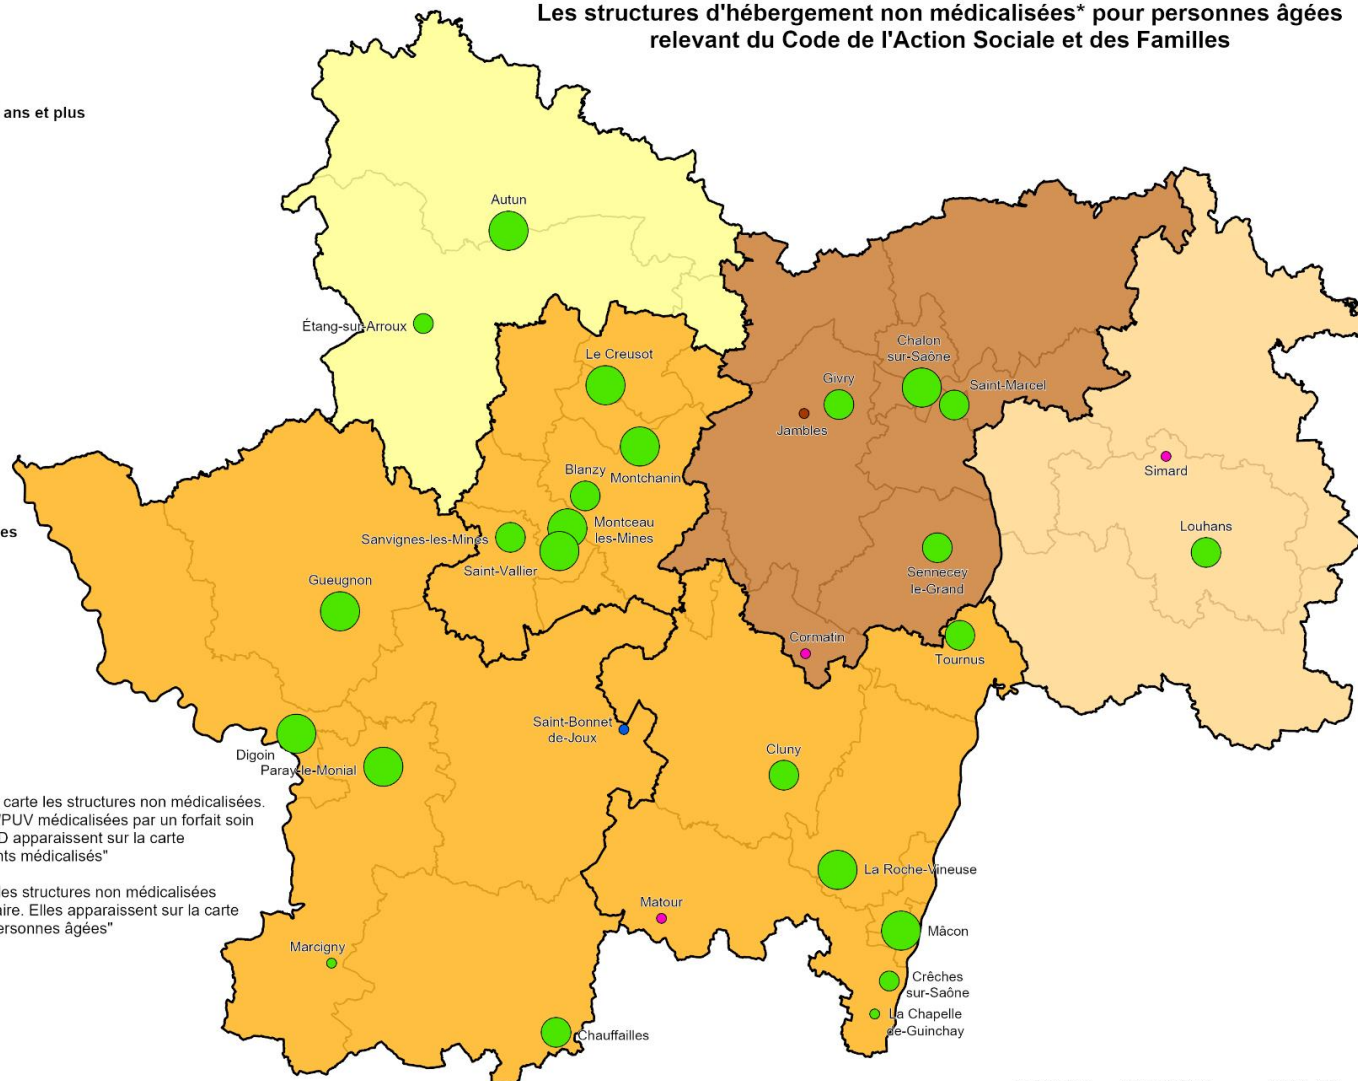 Les structures d'hébergement non médicalisées* pour personnes âgées
relevant du Code de l'Action Sociale et des Familles
ans et plus
Autun
Étang-sur-Arroux
Le Creusot
Chalon
sur-Saône
Givry
Saint-Marcel
Jambles
Blanzy
Montchanin
Simard
Montceau
les-Mines
Sanvignes-les-Mines
Saint-Vallier
Louhans
es
Gueugnon
Sennecey
le-Grand
Cormatin
Tournus
Saint-Bonnet
de-Joux
Digoin
Paray-le-Monial
Cluny
carte les structures non médicalisées.
/PUV médicalisées par un forfait soin
D apparaissent sur la carte
nts médicalisés"
les structures non médicalisées
aire. Elles apparaissent sur la carte
ersonnes âgées"
La Roche-Vineuse
Matour
Mâcon
Marcigny
Crêches
sur-Saône
La Chapelle
de-Guinchay
Chauffailles